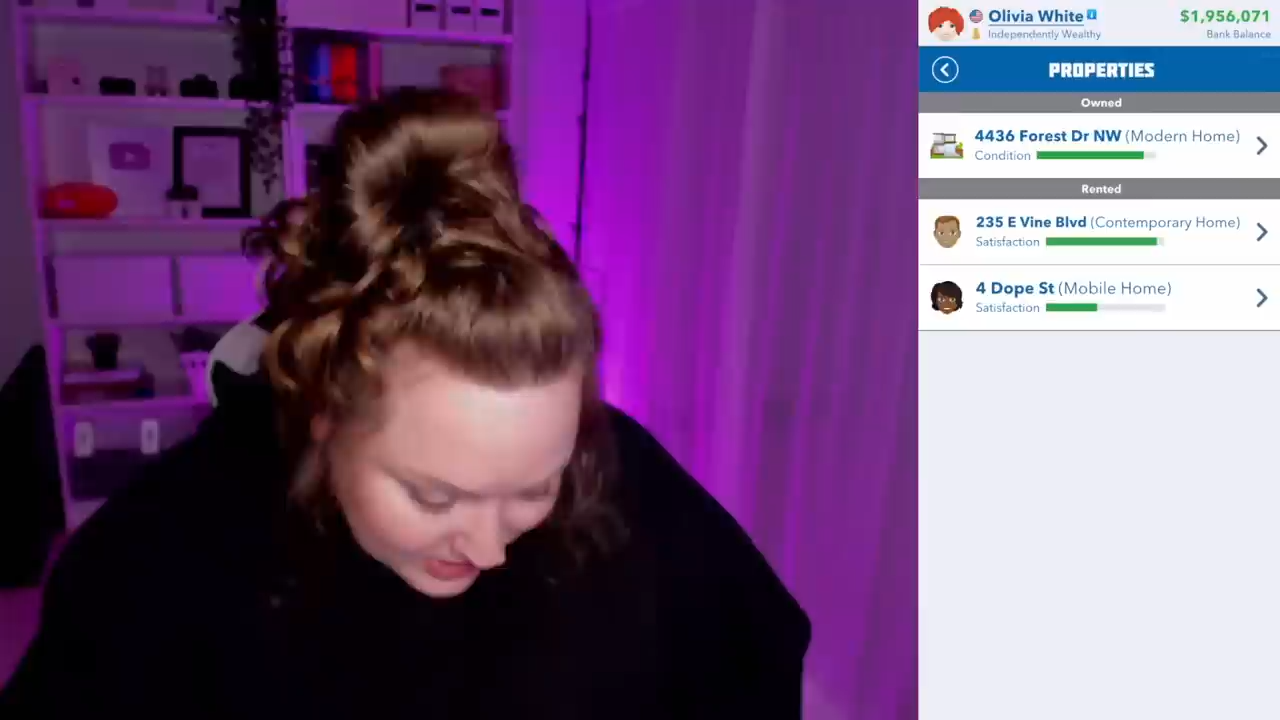 Olivia White
Independently Wealthy
$1,956,071
Bank Balance
PROPERTIES
Owned
4436 Forest Dr NW (Modern Home)
Condition
Rented
235 E Vine Blvd (Contemporary Home)
Satisfaction
4 Dope St (Mobile Home)
Satisfaction